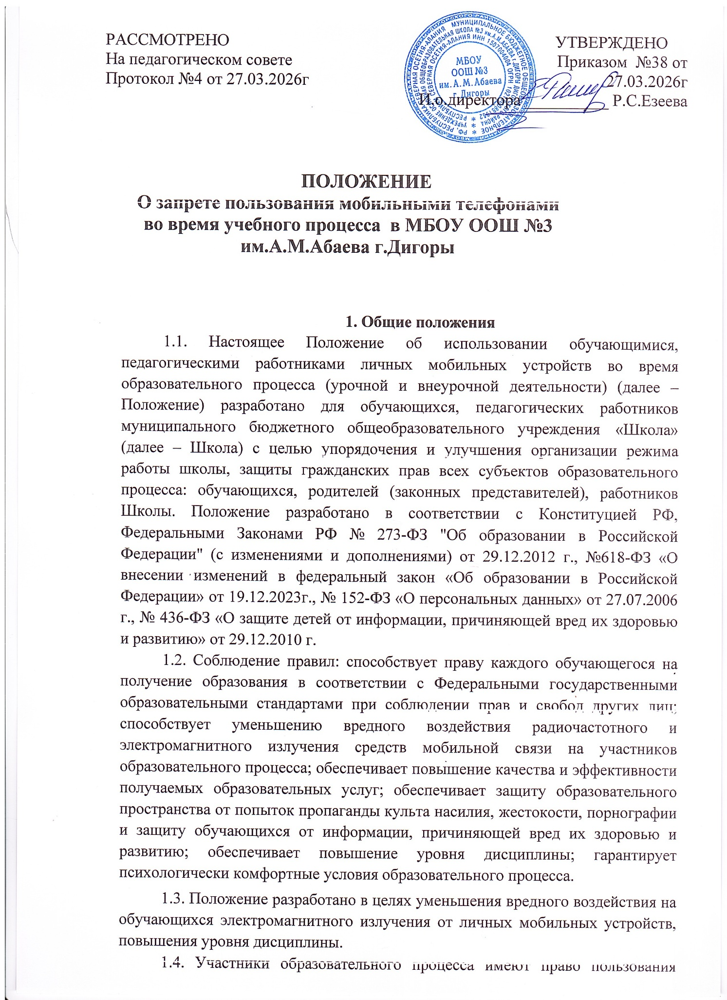 РАССМОТРЕНО
На педагогическом совете
Протокол №4 от 27.03.2026г
УТВЕРЖДЕНО
Приказом №38 от
27.03.2026г
И.о.директора___________ Р.С.Езеева
МБОУ
ООШ №3
им. А.М. Абаева
г. Дигоры
ПОЛОЖЕНИЕ
О запрете пользования мобильными телефонами
во время учебного процесса в МБОУ ООШ №3
им.А.М.Абаева г.Дигоры
1. Общие положения
1.1. Настоящее Положение об использовании обучающимися,
педагогическими работниками личных мобильных устройств во время
образовательного процесса (урочной и внеурочной деятельности) (далее –
Положение) разработано для обучающихся, педагогических работников
муниципального бюджетного общеобразовательного учреждения «Школа»
(далее – Школа) с целью упорядочения и улучшения организации режима
работы школы, защиты гражданских прав всех субъектов образовательного
процесса: обучающихся, родителей (законных представителей), работников
Школы. Положение разработано в соответствии с Конституцией РФ,
Федеральными Законами РФ № 273-ФЗ "Об образовании в Российской
Федерации" (с изменениями и дополнениями) от 29.12.2012 г., №618-ФЗ «О
внесении изменений в федеральный закон «Об образовании в Российской
Федерации» от 19.12.2023г., № 152-ФЗ «О персональных данных» от 27.07.2006
г., № 436-ФЗ «О защите детей от информации, причиняющей вред их здоровью
и развитию» от 29.12.2010 г.
1.2. Соблюдение правил: способствует праву каждого обучающегося на
получение образования в соответствии с Федеральными государственными
образовательными стандартами при соблюдении прав и свобод других лиц;
способствует уменьшению вредного воздействия радиочастотного и
электромагнитного излучения средств мобильной связи на участников
образовательного процесса; обеспечивает повышение качества и эффективности
получаемых образовательных услуг; обеспечивает защиту образовательного
пространства от попыток пропаганды культа насилия, жестокости, порнографии
и защиту обучающихся от информации, причиняющей вред их здоровью и
развитию; обеспечивает повышение уровня дисциплины; гарантирует
психологически комфортные условия образовательного процесса.
1.3. Положение разработано в целях уменьшения вредного воздействия на
обучающихся электромагнитного излучения от личных мобильных устройств,
повышения уровня дисциплины.
1.4. Участники образовательного процесса имеют право пользования